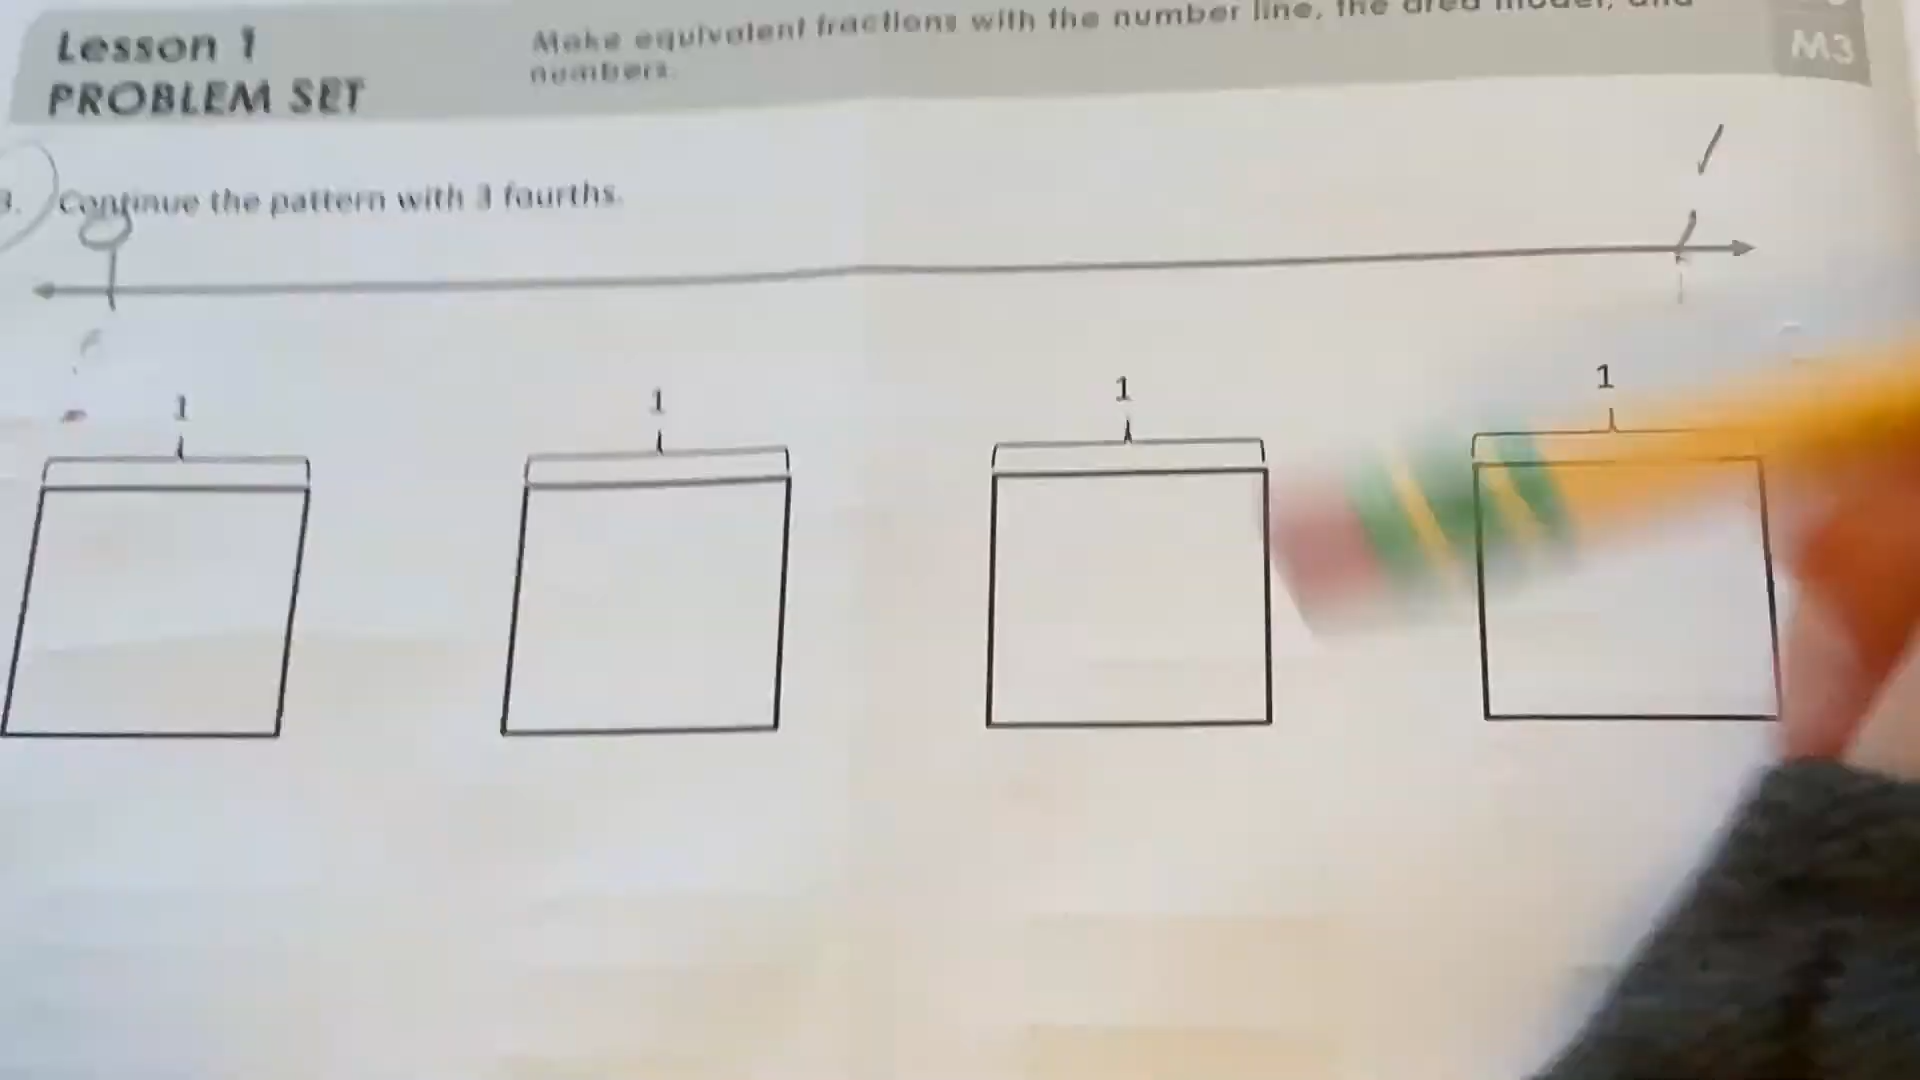 Lesson 1
PROBLEM SET
Make equivalent fractions with the number line, the area model, and
numbers.
M3
3. Continue the pattern with 3 fourths.
0
1
1
1
1
1